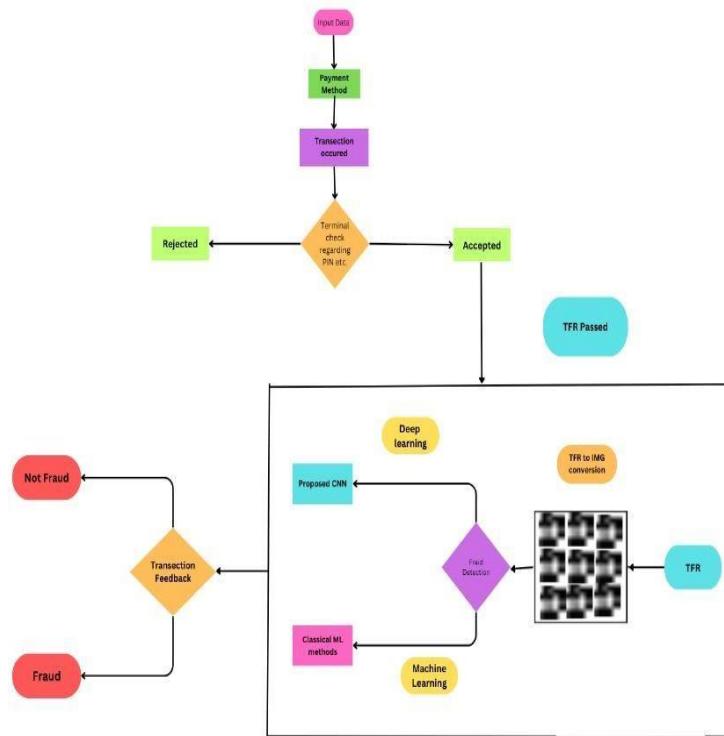 Input Data
Payment
Method
Transection
occured
Terminal
check
regarding
PIN etc.
Rejected
Accepted
TFR Passed
Deep
learning
TFR to IMG
conversion
Not Fraud
Proposed CNN
Transection
Feedback
Fraud
Detection
TFR
Classical ML
methods
Machine
Learning
Fraud